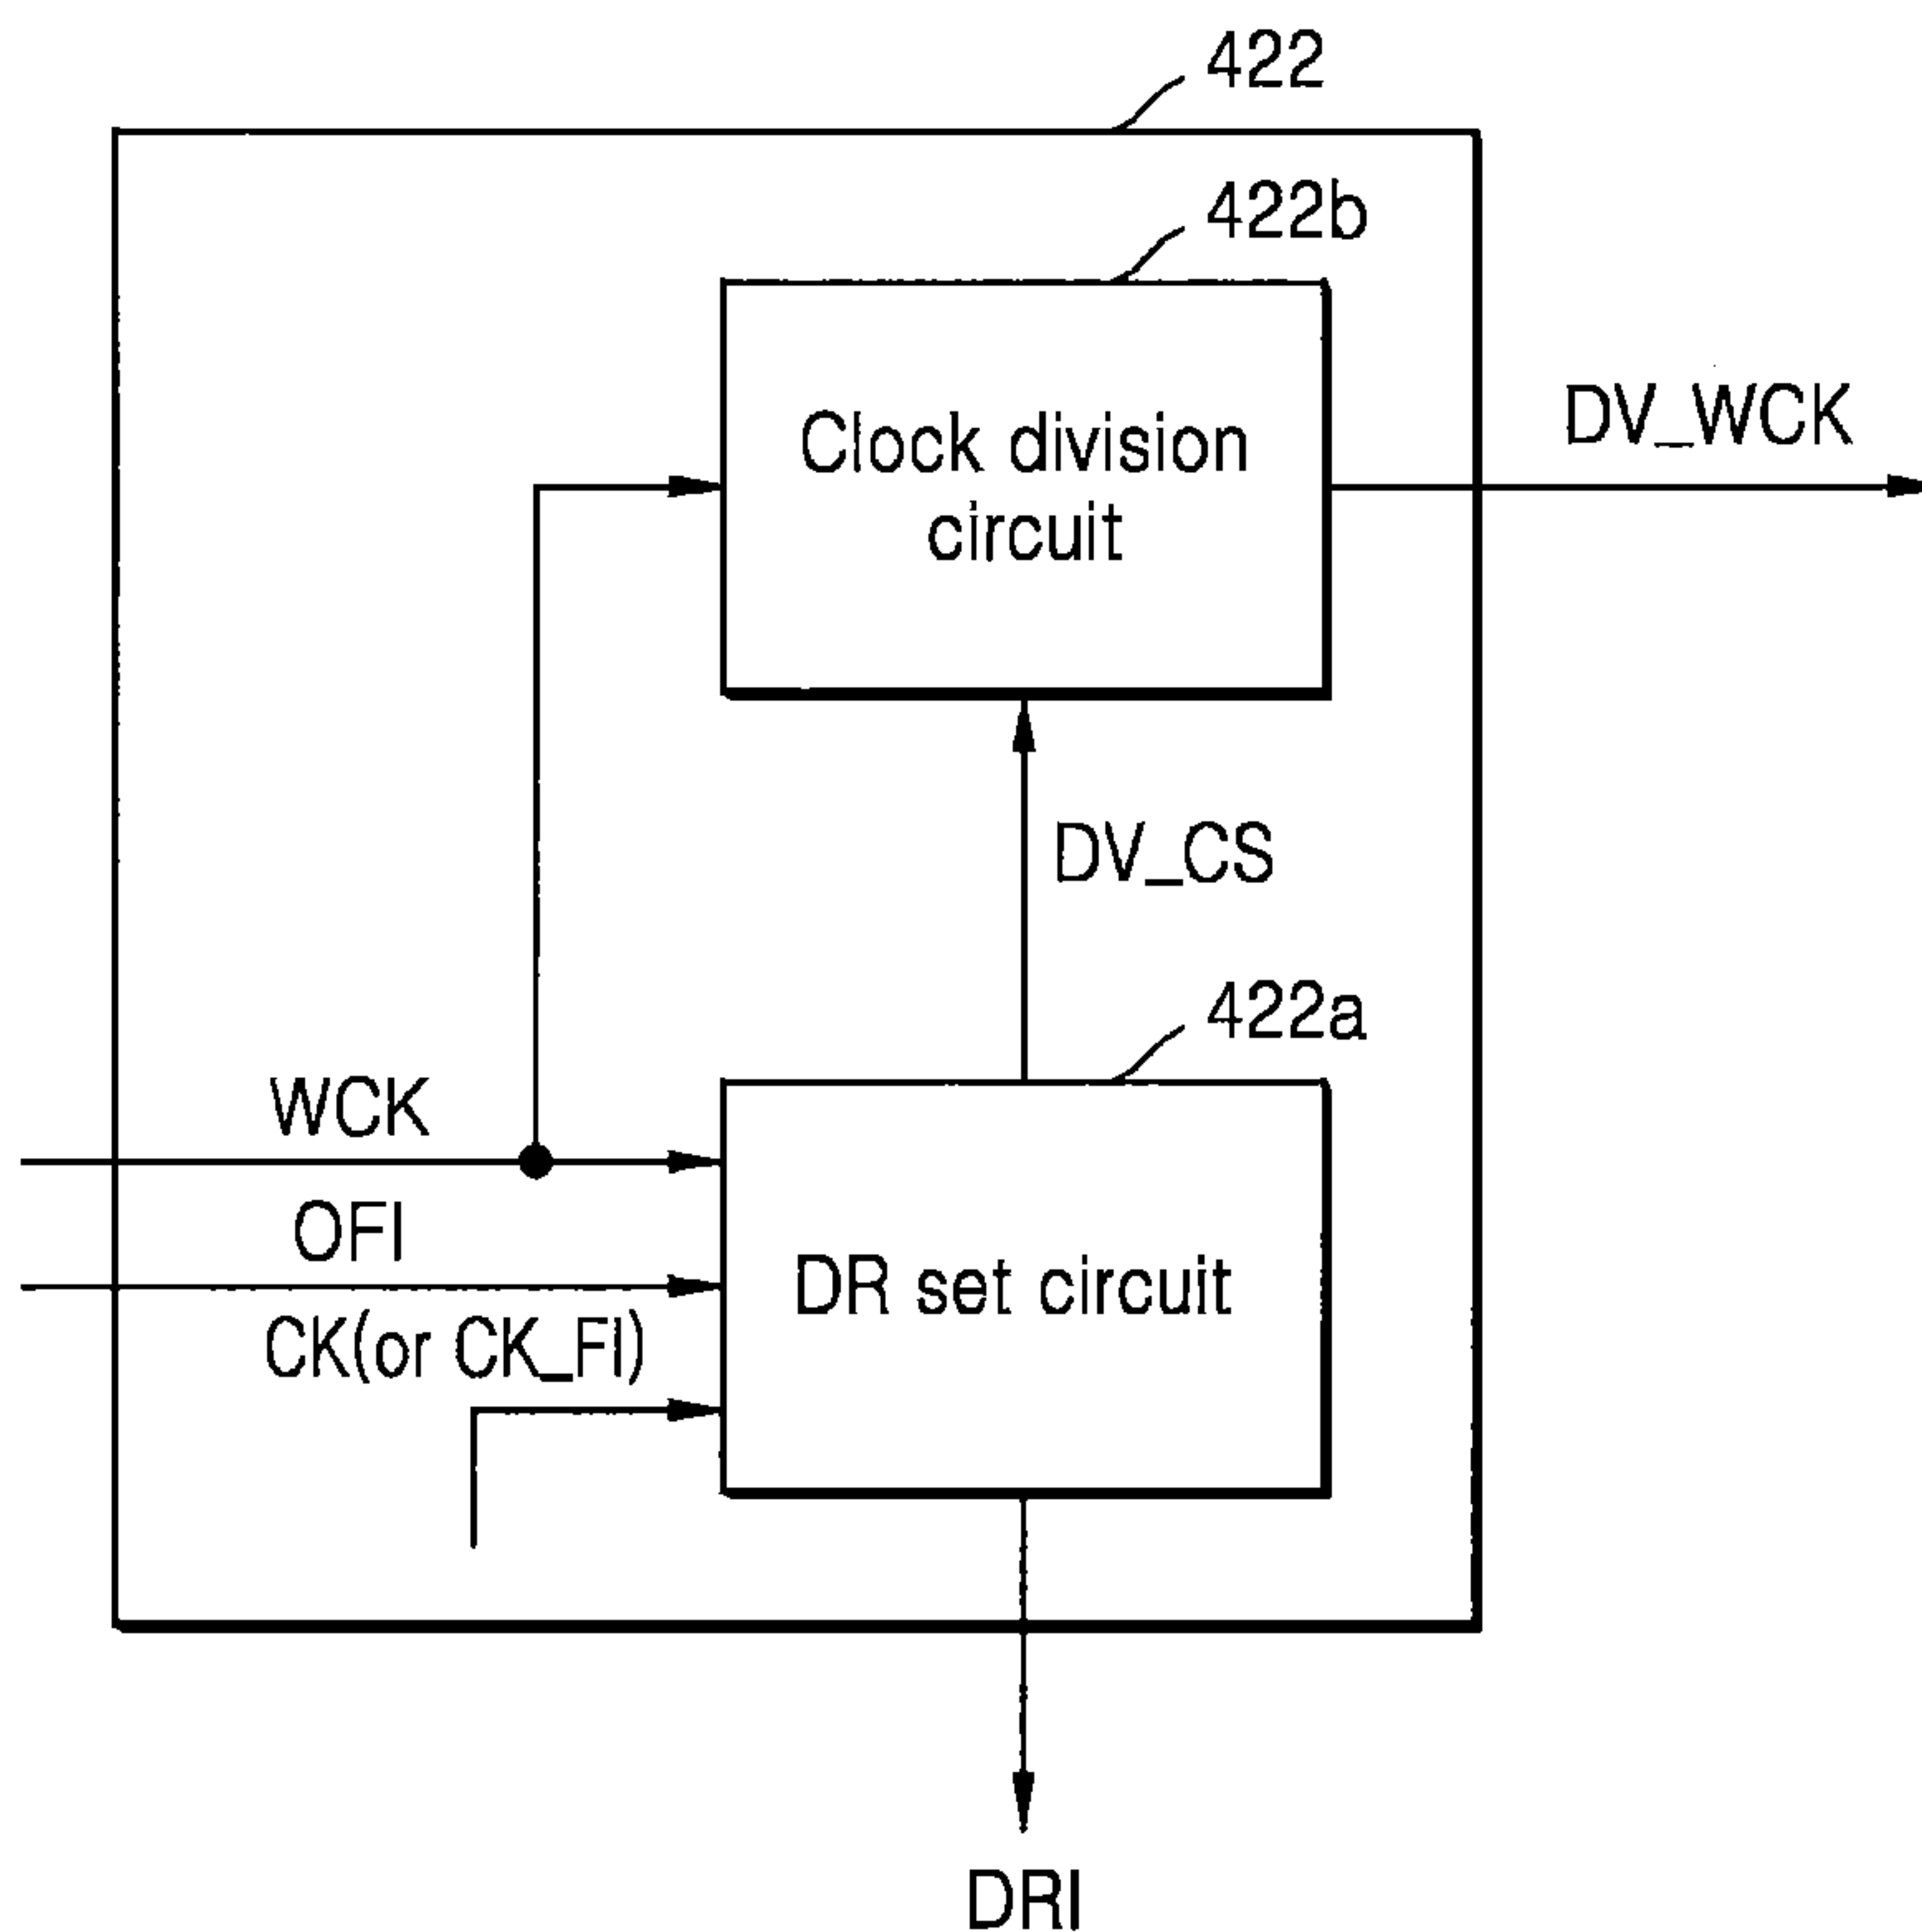 422
422b
Clock division
circuit
DV_WCK
DV_CS
422a
WCK
OFI
DR set circuit
CK(or CK_FI)
DRI